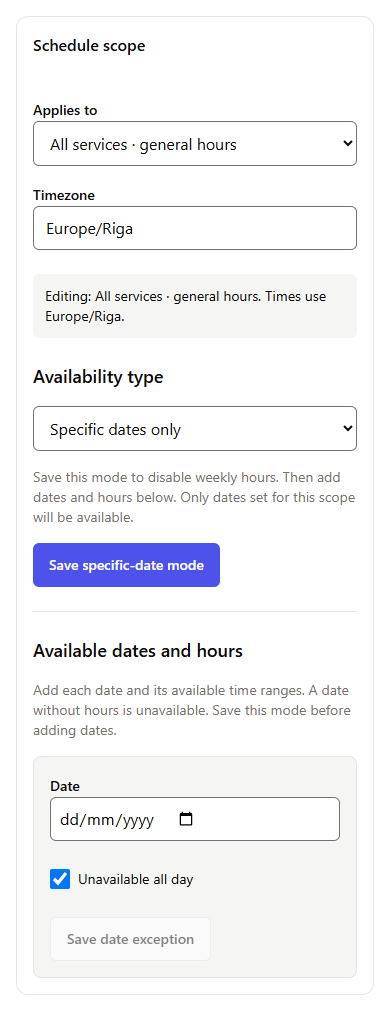 Schedule scope
Applies to
All services · general hours
Timezone
Europe/Riga
Editing: All services · general hours. Times use
Europe/Riga.
Availability type
Specific dates only
Save this mode to disable weekly hours. Then add
dates and hours below. Only dates set for this scope
will be available.
Save specific-date mode
Available dates and hours
Add each date and its available time ranges. A date
without hours is unavailable. Save this mode before
adding dates.
Date
dd/mm/yyyy
Unavailable all day
Save date exception